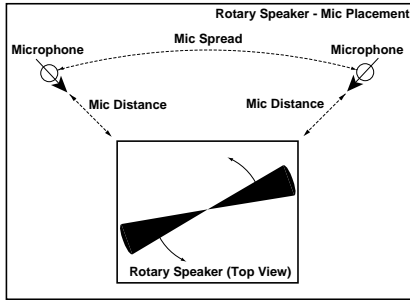 Rotary Speaker - Mic Placement
Microphone
Mic Spread
Microphone
Mic Distance
Mic Distance
Rotary Speaker (Top View)